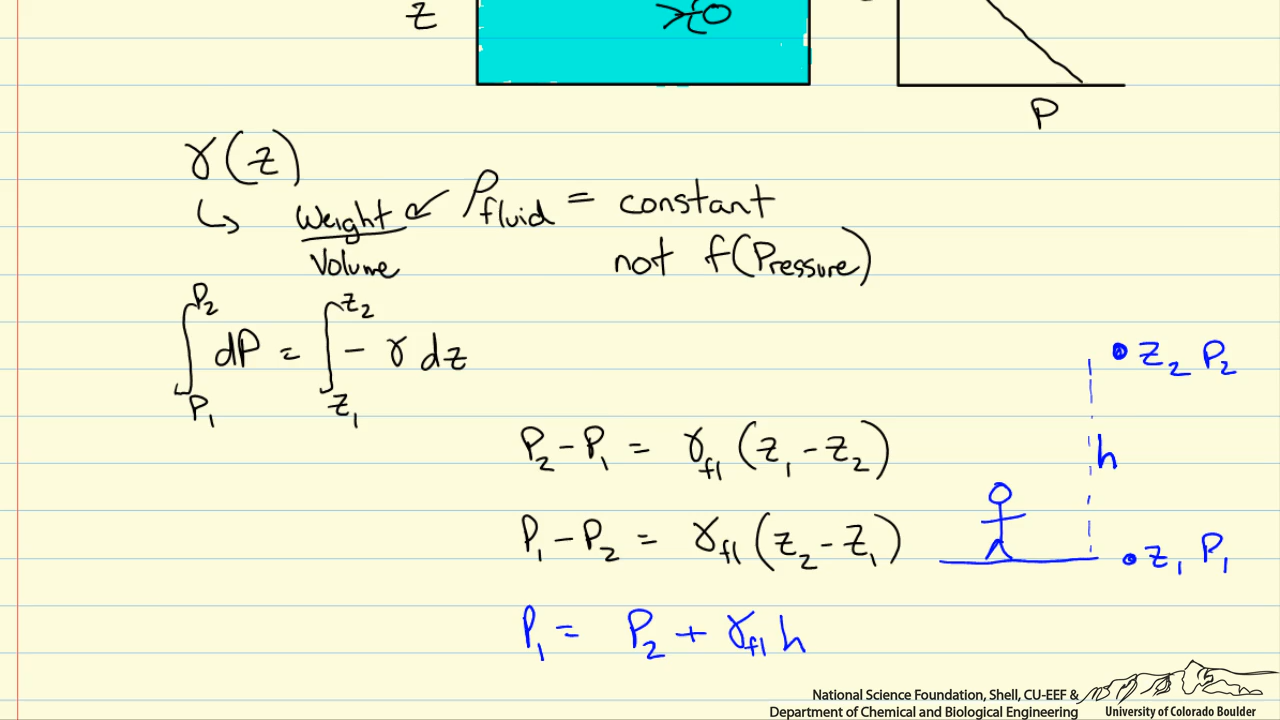 z
P
γ(z)
↳ Weight/Volume ↙ ρfluid = constant
not f(Pressure)
∫_{P₁}^{P₂} dP = ∫_{z₁}^{z₂} - γ dz
z₂ P₂
P₂ - P₁ = γfl (z₁ - z₂)
h
P₁ - P₂ = γfl (z₂ - z₁)
z₁ P₁
P₁ = P₂ + γfl h
National Science Foundation, Shell, CU-EEF &
Department of Chemical and Biological Engineering
University of Colorado Boulder